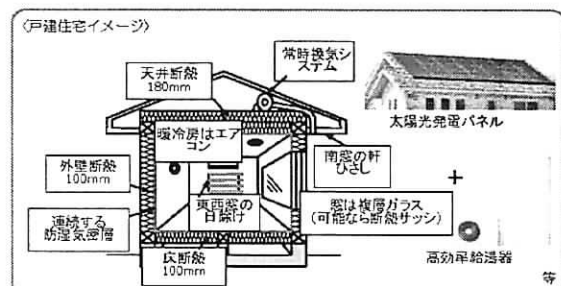 〈戸建住宅イメージ〉
常時換気シ
ステム
天井断熱
180mm
太陽光発電パネル
暖冷房はエア
コン
南窓の軒
ひさし
外壁断熱
100mm
+
東西窓の
日除け
窓は複層ガラス
(可能なら断熱サッシ)
連続する
防湿気密層
床断熱
100mm
高効率給湯器
等